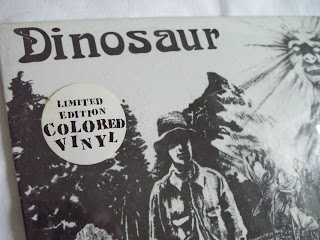 Dinosaur
LIMITED
EDITION
COLORED
VINYL